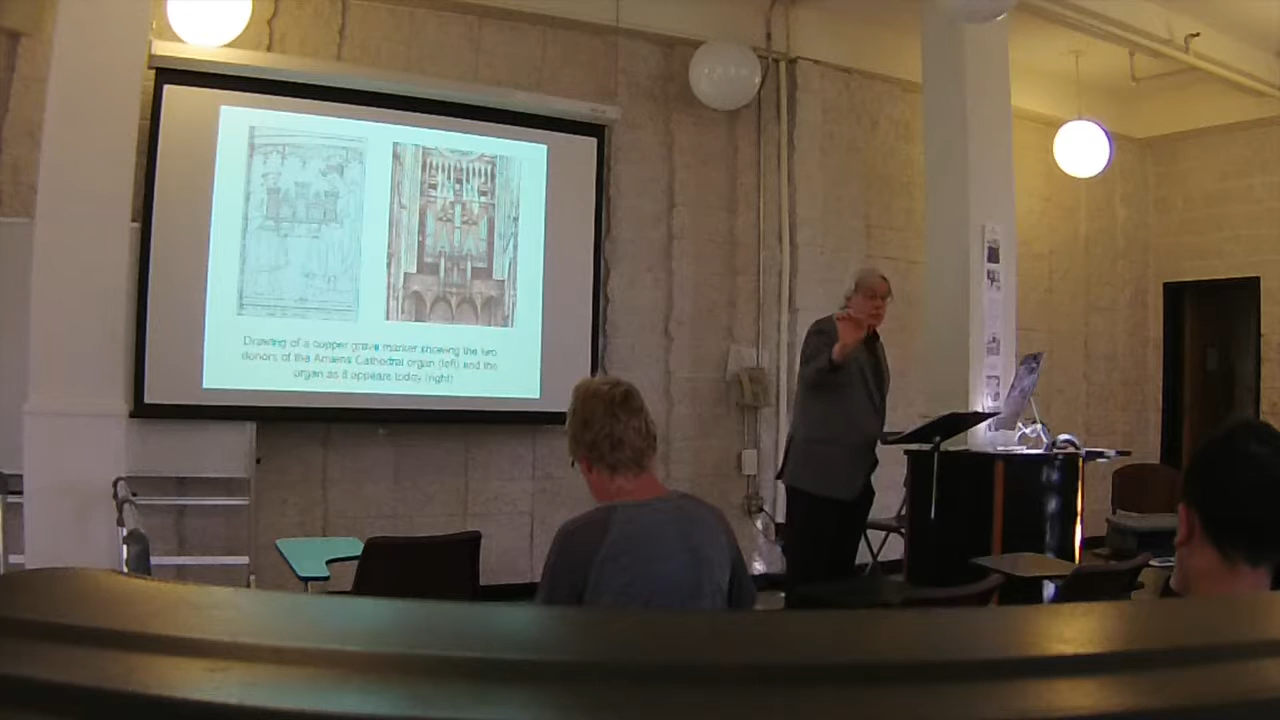 Drawing of a copper grave marker showing the two
donors of the Amiens Cathedral organ (left) and the
organ as it appears today (right)